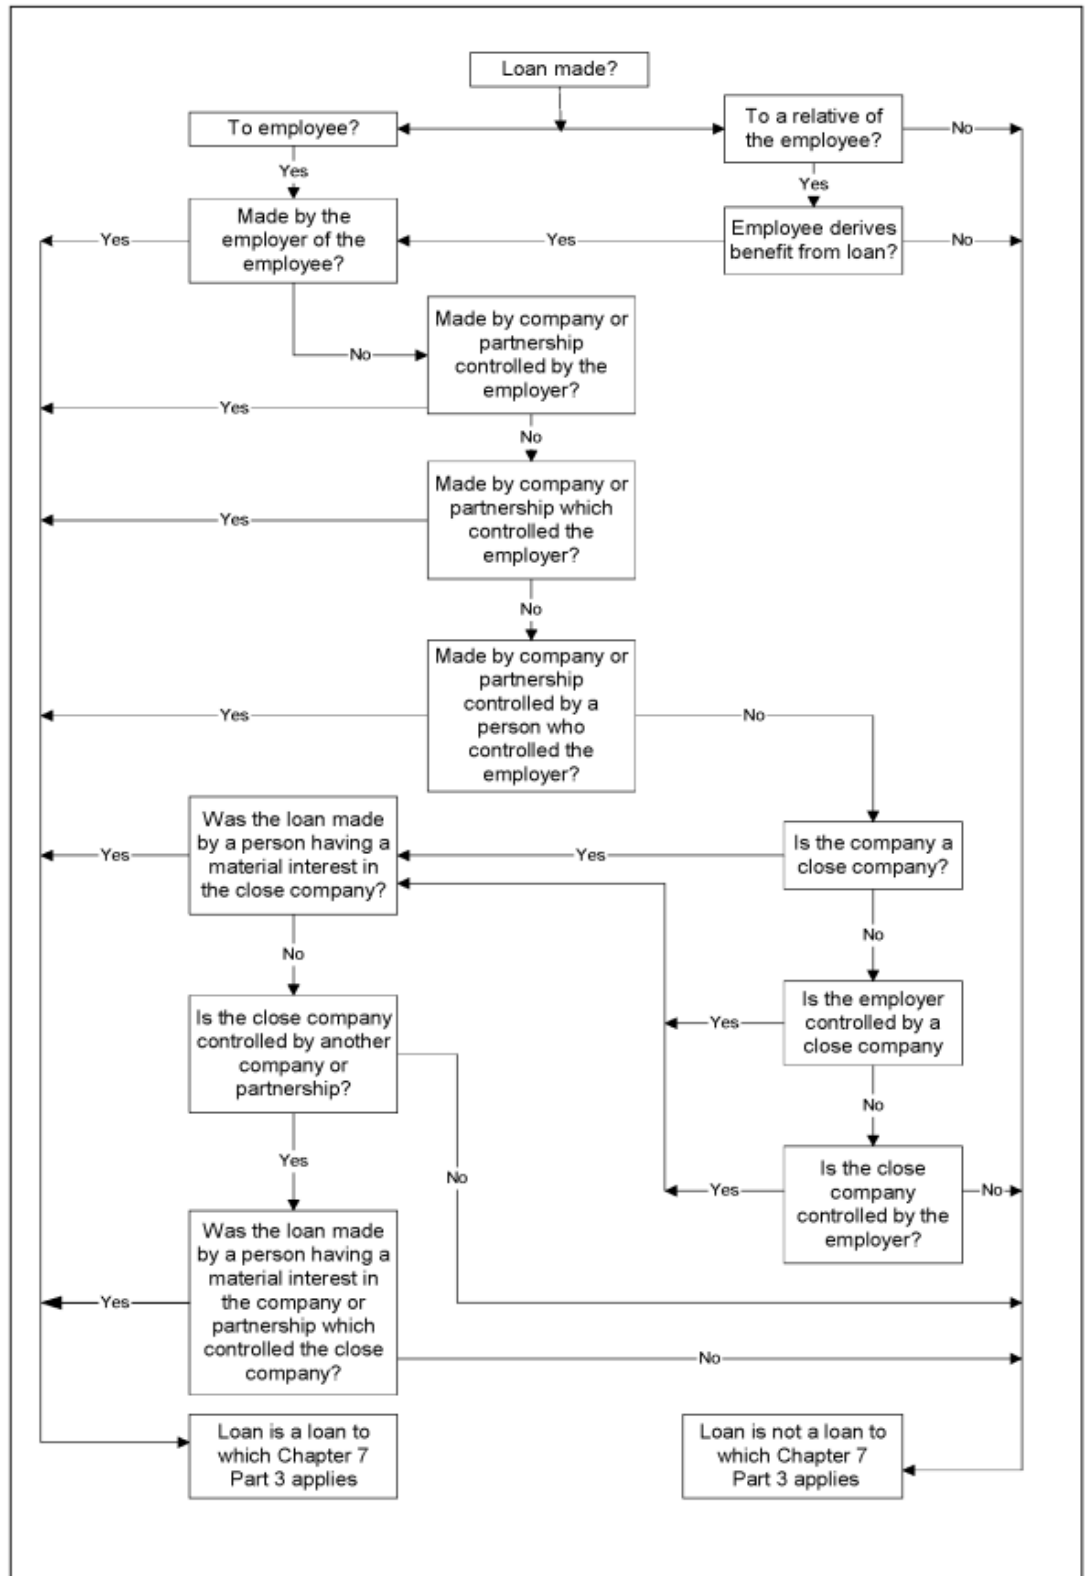 Loan made?
To employee?
To a relative of
the employee?
No
Yes
Yes
Made by the
employer of the
employee?
Yes
Yes
Employee derives
benefit from loan?
No
Made by company or
partnership
controlled by the
employer?
No
Yes
No
Made by company or
partnership which
controlled the
employer?
Yes
No
Made by company or
partnership
controlled by a
person who
controlled the
employer?
Yes
No
Was the loan made
by a person having a
material interest in
the close company?
Yes
Yes
Is the company a
close company?
No
No
Is the close company
controlled by another
company or
partnership?
Is the employer
controlled by a
close company
Yes
No
Yes
No
Is the close
company
controlled by the
employer?
Yes
No
Was the loan made
by a person having a
material interest in
the company or
partnership which
controlled the close
company?
Yes
No
Loan is a loan to
which Chapter 7
Part 3 applies
Loan is not a loan to
which Chapter 7
Part 3 applies